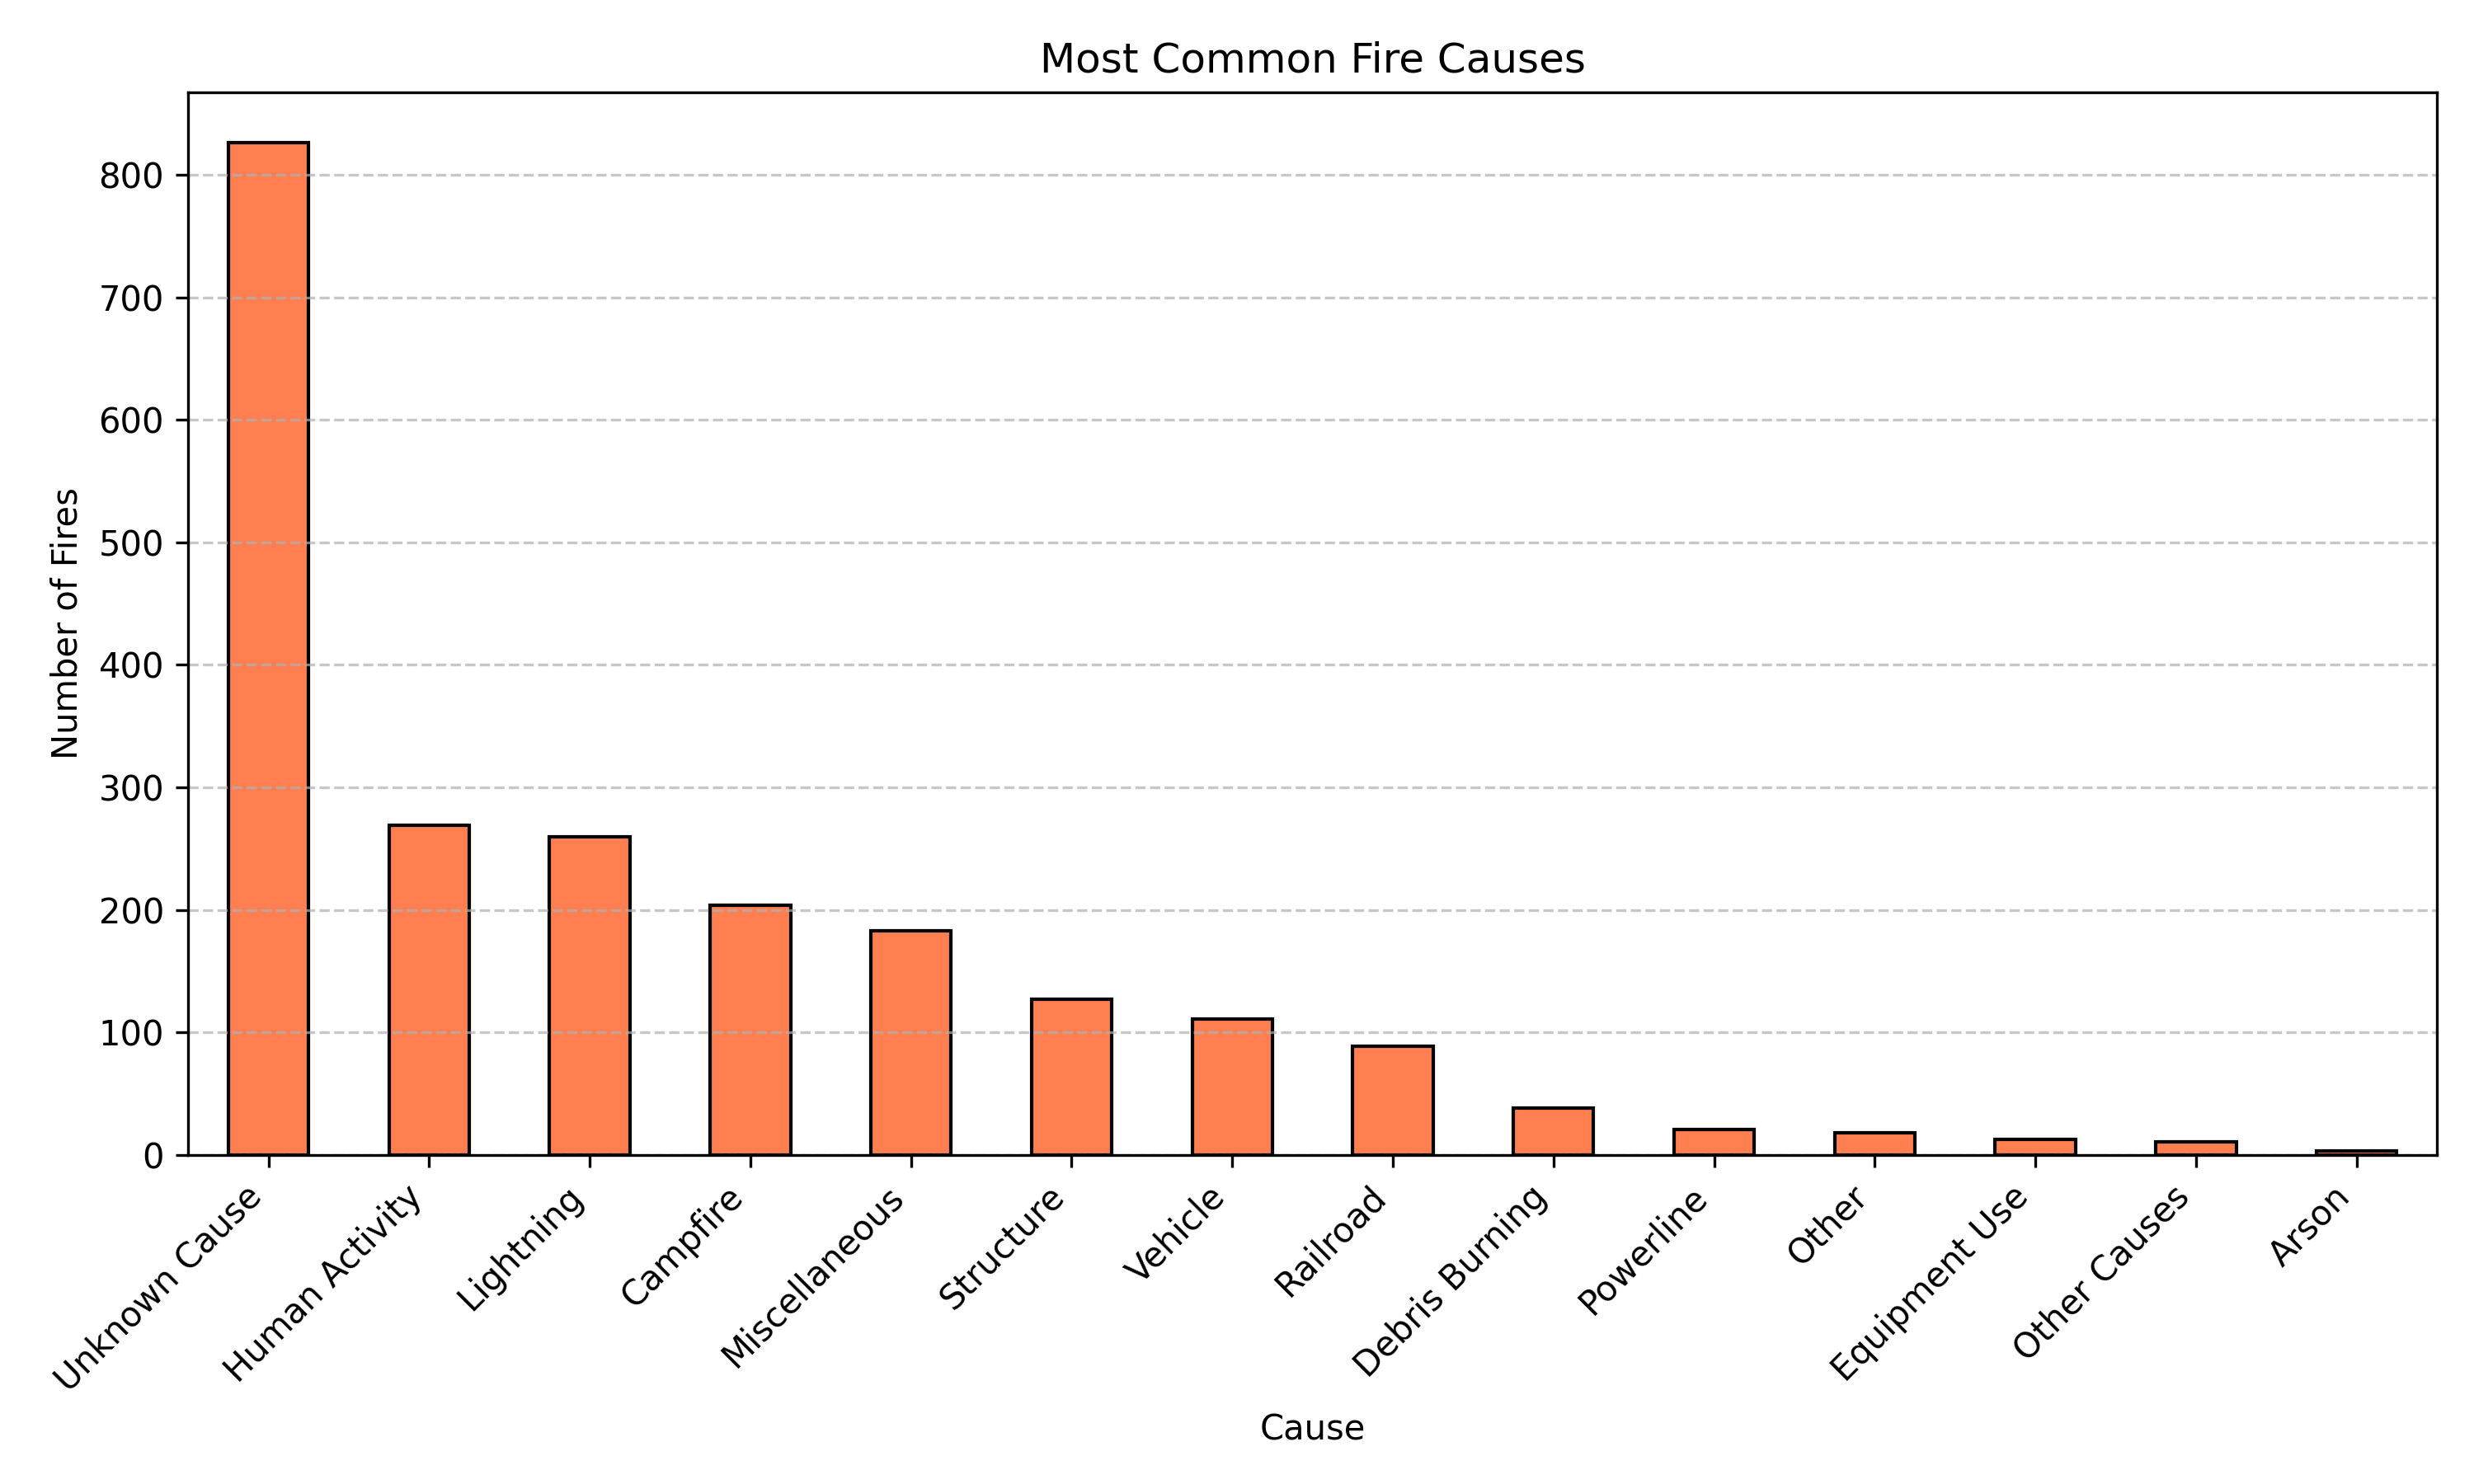 Most Common Fire Causes
Number of Fires
800
700
600
500
400
300
200
100
0
Unknown Cause
Human Activity
Lightning
Campfire
Miscellaneous
Structure
Vehicle
Railroad
Debris Burning
Powerline
Other
Equipment Use
Other Causes
Arson
Cause